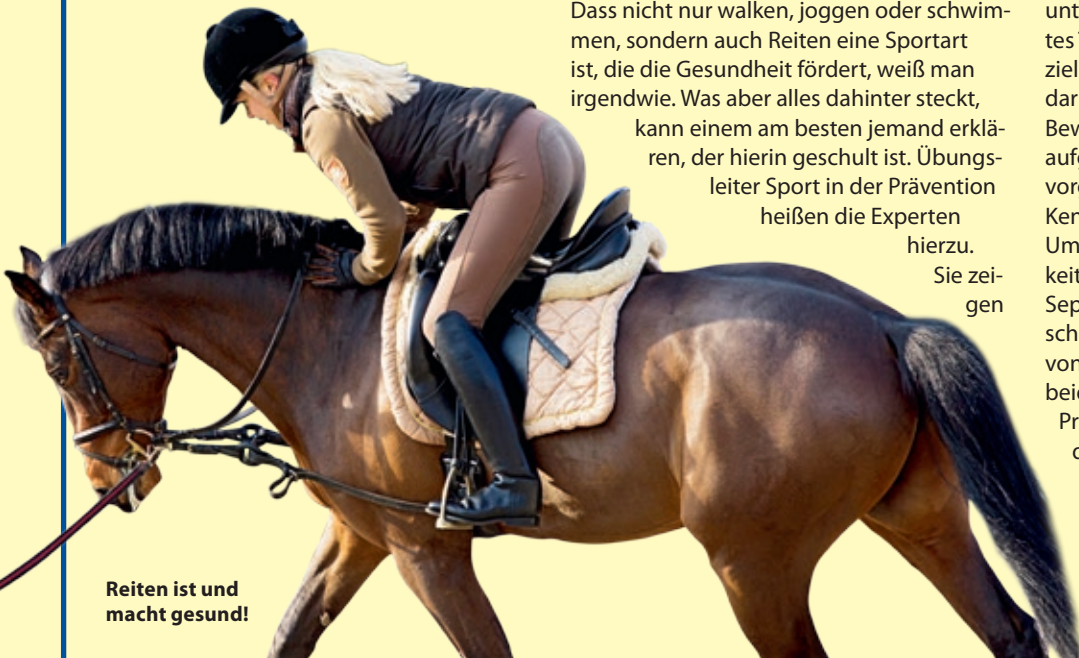 Dass nicht nur walken, joggen oder schwim-
men, sondern auch Reiten eine Sportart
ist, die die Gesundheit fördert, weiß man
irgendwie. Was aber alles dahinter steckt,
kann einem am besten jemand erklä-
ren, der hierin geschult ist. Übungs-
leiter Sport in der Prävention
heißen die Experten
hierzu.
Sie zei-
gen
Reiten ist und
macht gesund!